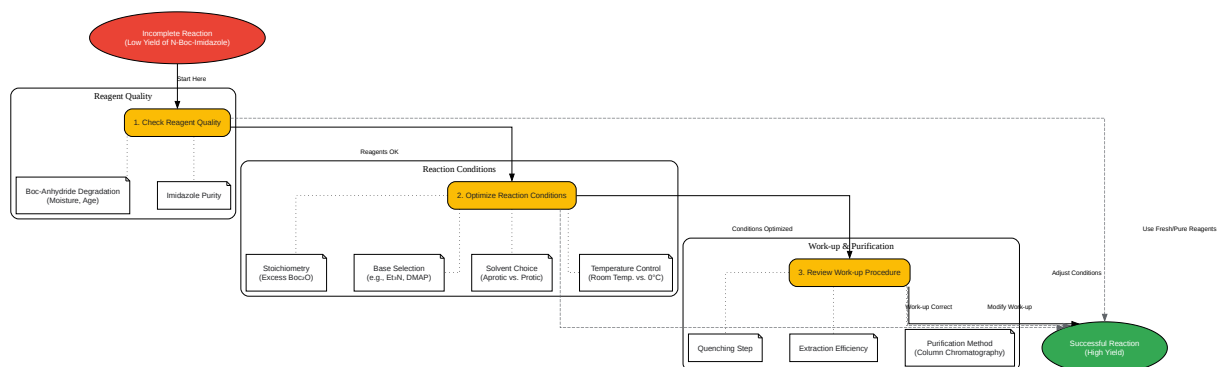 Incomplete Reaction
(Low Yield of N-Boc-Imidazole)
Start Here
Reagent Quality
1. Check Reagent Quality
Boc-Anhydride Degradation
(Moisture, Age)
Imidazole Purity
Reagents OK
Reaction Conditions
2. Optimize Reaction Conditions
Stoichiometry
(Excess Boc₂O)
Base Selection
(e.g., Et₃N, DMAP)
Solvent Choice
(Aprotic vs. Protic)
Temperature Control
(Room Temp. vs. 0°C)
Conditions Optimized
Use Fresh/Pure Reagents
Work-up & Purification
3. Review Work-up Procedure
Adjust Conditions
Work-up Correct
Modify Work-up
Quenching Step
Extraction Efficiency
Purification Method
(Column Chromatography)
Successful Reaction
(High Yield)